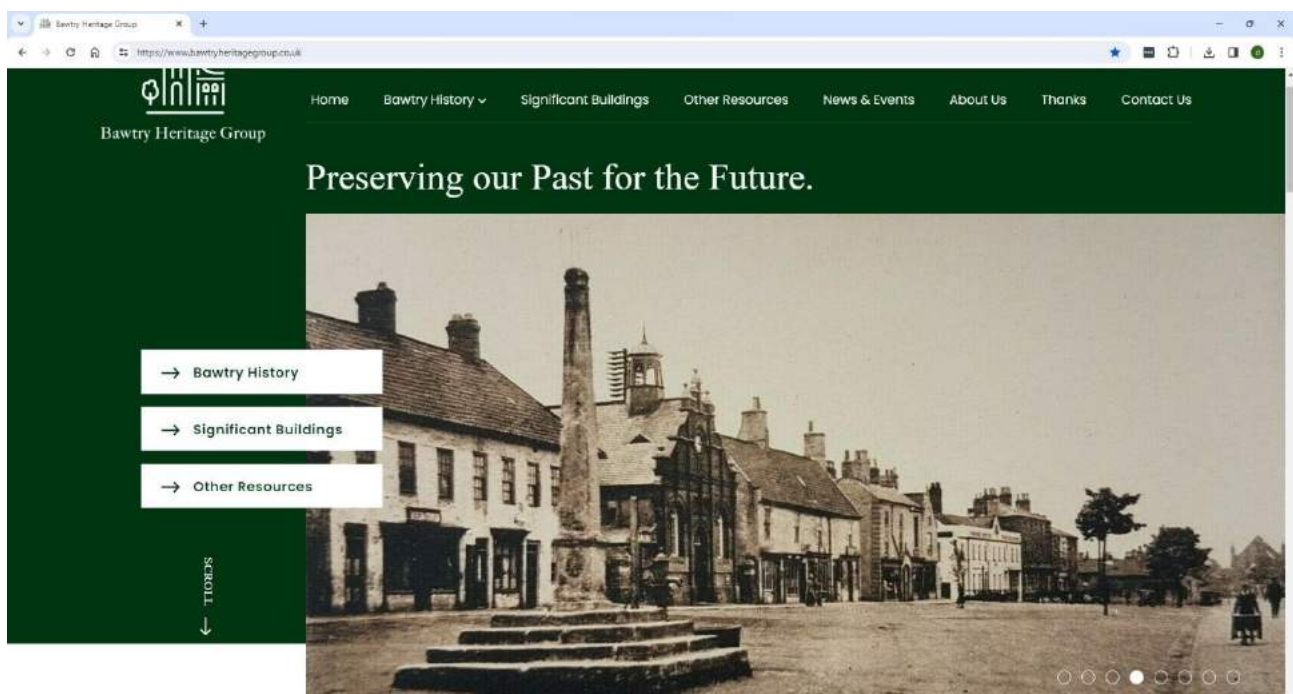 Bawtry Heritage Group
https://www.bawtryheritagegroup.co.uk
Home Bawtry History Significant Buildings Other Resources News & Events About Us Thanks Contact Us
Bawtry Heritage Group
Preserving our Past for the Future.
Bawtry History
Significant Buildings
Other Resources
SCROLL